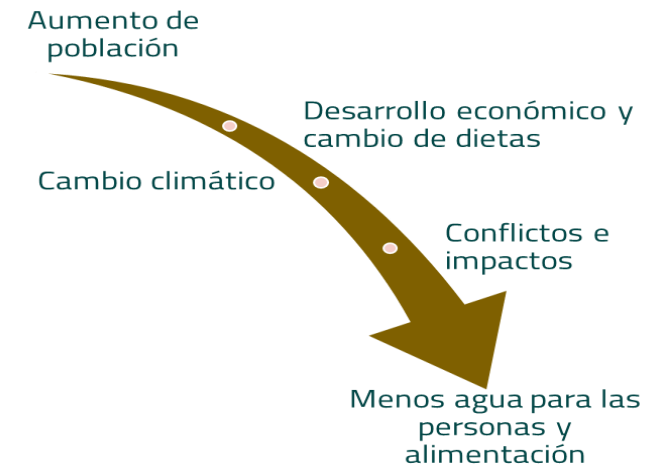 Aumento de
población
Desarrollo económico y
cambio de dietas
Cambio climático
Conflictos e
impactos
Menos agua para las
personas y
alimentación